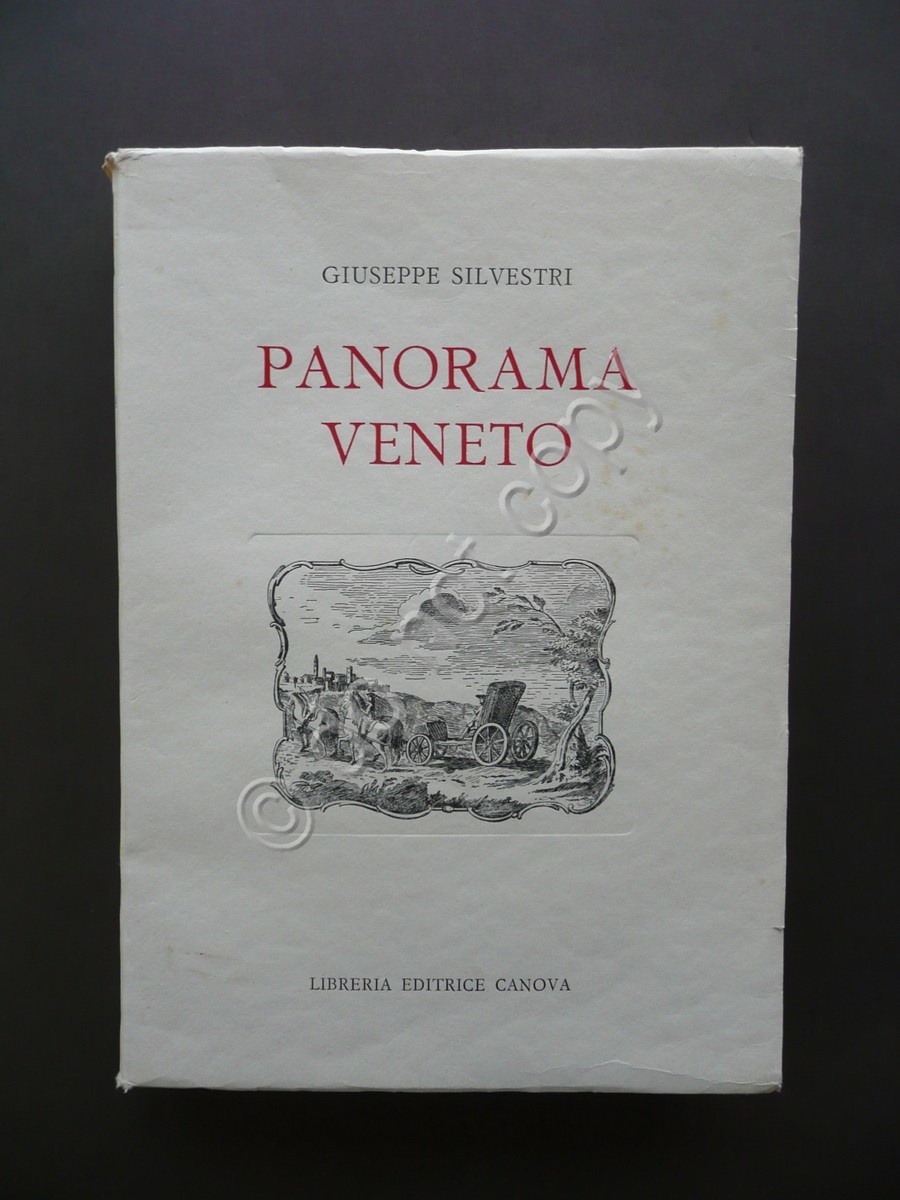 GIUSEPPE SILVESTRI
PANORAMA
VENETO
LIBRERIA EDITRICE CANOVA